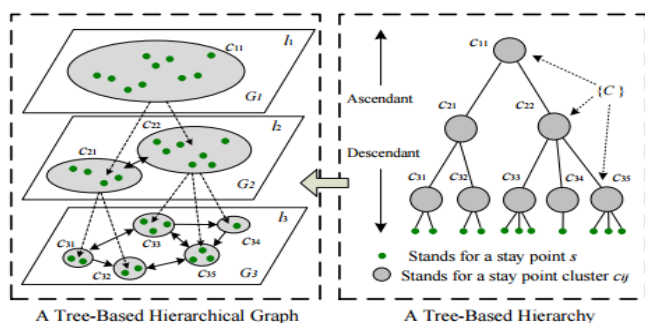 c11
l1
G1
c22
l2
c21
G2
l3
c31
c33
c34
c32
c35
G3
A Tree-Based Hierarchical Graph
Ascendant
Descendant
c11
{C}
c21
c22
c31
c32
c33
c34
c35
Stands for a stay point s
Stands for a stay point cluster cij
A Tree-Based Hierarchy